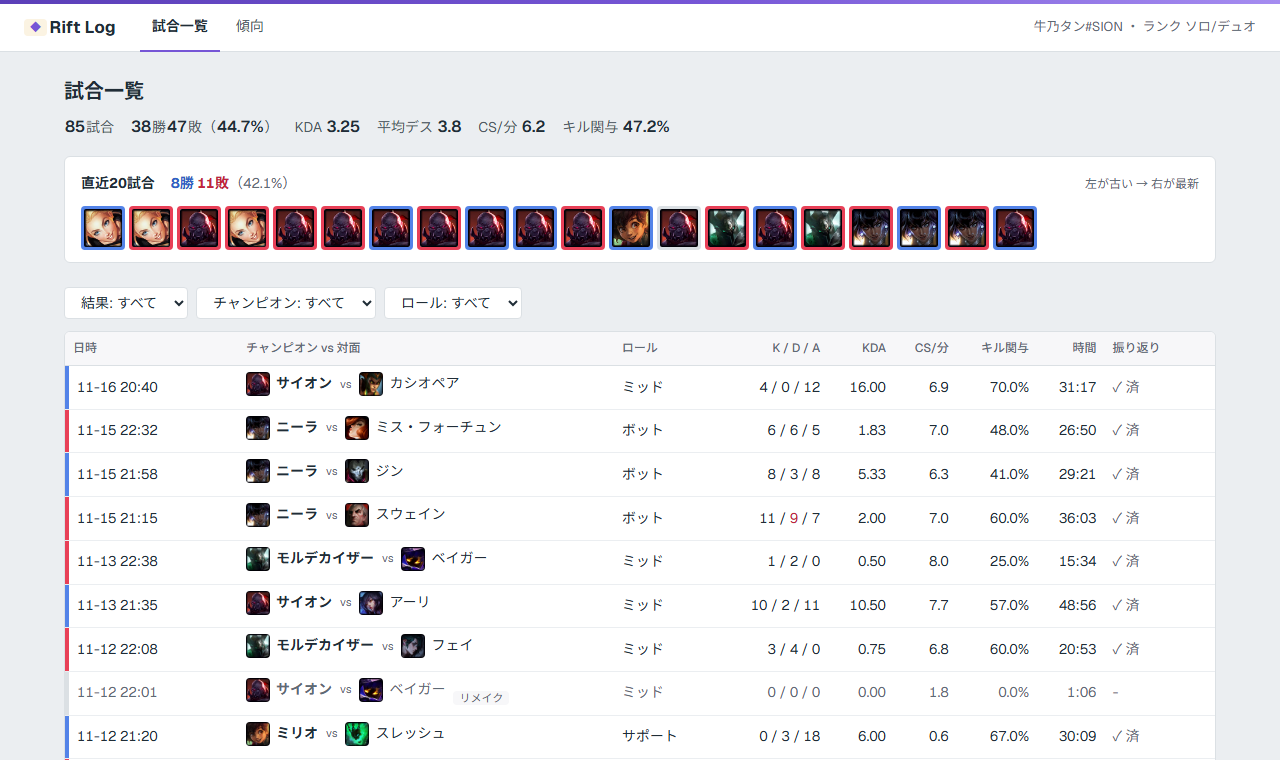 Rift Log 試合一覧 傾向 牛乃タン#SION ・ ランク ソロ/デュオ
試合一覧
85試合 38勝47敗（44.7%） KDA 3.25 平均デス 3.8 CS/分 6.2 キル関与 47.2%
直近20試合 8勝 11敗（42.1%） 左が古い → 右が最新
結果: すべて チャンピオン: すべて ロール: すべて
日時 チャンピオン vs 対面 ロール K / D / A KDA CS/分 キル関与 時間 振り返り
11-16 20:40 サイオン vs カシオペア ミッド 4 / 0 / 12 16.00 6.9 70.0% 31:17 ✓ 済
11-15 22:32 ニーラ vs ミス・フォーチュン ボット 6 / 6 / 5 1.83 7.0 48.0% 26:50 ✓ 済
11-15 21:58 ニーラ vs ジン ボット 8 / 3 / 8 5.33 6.3 41.0% 29:21 ✓ 済
11-15 21:15 ニーラ vs スウェイン ボット 11 / 9 / 7 2.00 7.0 60.0% 36:03 ✓ 済
11-13 22:38 モルデカイザー vs ベイガー ミッド 1 / 2 / 0 0.50 8.0 25.0% 15:34 ✓ 済
11-13 21:35 サイオン vs アーリ ミッド 10 / 2 / 11 10.50 7.7 57.0% 48:56 ✓ 済
11-12 22:08 モルデカイザー vs フェイ ミッド 3 / 4 / 0 0.75 6.8 60.0% 20:53 ✓ 済
11-12 22:01 サイオン vs ベイガー リメイク ミッド 0 / 0 / 0 0.00 1.8 0.0% 1:06 -
11-12 21:20 ミリオ vs スレッシュ サポート 0 / 3 / 18 6.00 0.6 67.0% 30:09 ✓ 済